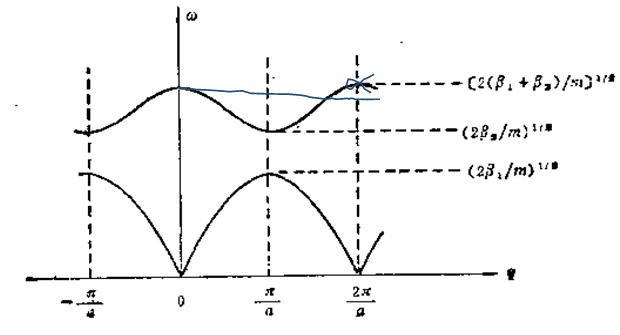 ω
[2(β₁+β₂)/m]¹/²
(2β₂/m)¹/²
(2β₁/m)¹/²
q
-π/a
0
π/a
2π/a